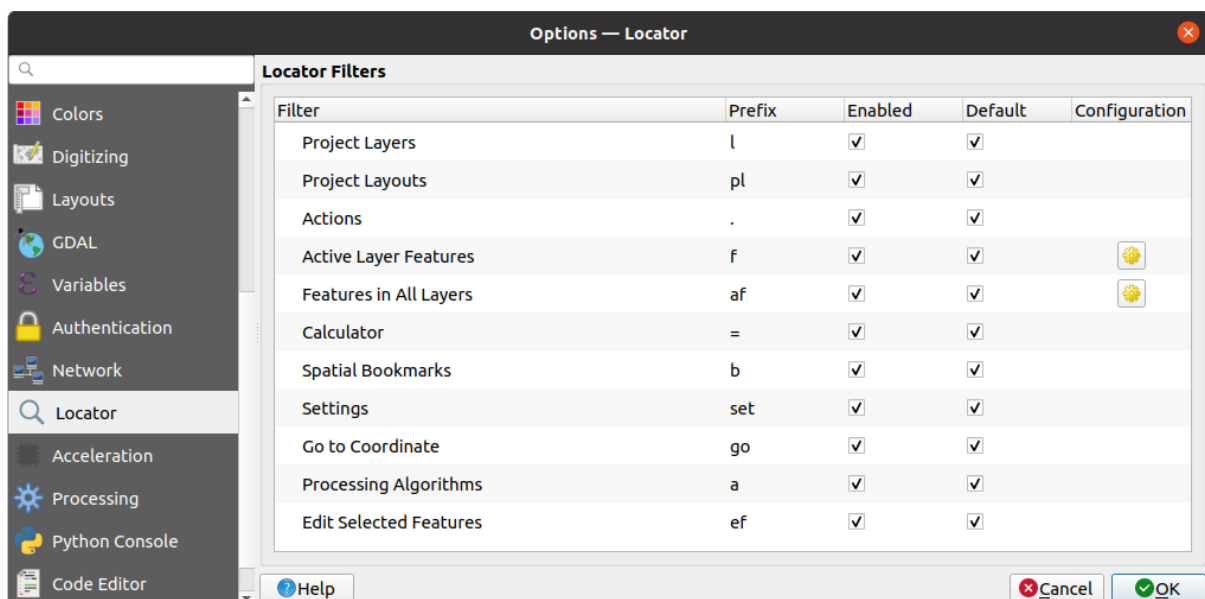 Options — Locator
Locator Filters
Colors
Digitizing
Layouts
GDAL
Variables
Authentication
Network
Locator
Acceleration
Processing
Python Console
Code Editor
Filter Prefix Enabled Default Configuration
Project Layers l
Project Layouts pl
Actions .
Active Layer Features f
Features in All Layers af
Calculator =
Spatial Bookmarks b
Settings set
Go to Coordinate go
Processing Algorithms a
Edit Selected Features ef
Help Cancel OK